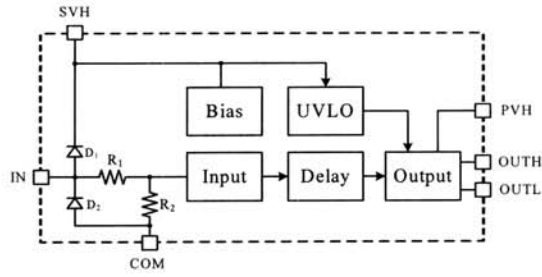 SVH
Bias
UVLO
PVH
D₁
R₁
IN
Input
Delay
Output
OUTH
D₂
R₂
OUTL
COM